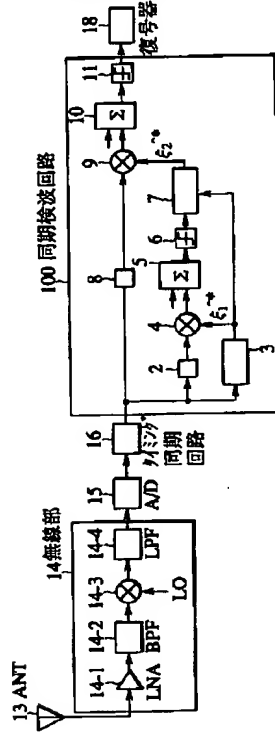 13 ANT
14無線部
14-1
LNA
14-2
BPF
14-3
LO
14-4
LPF
15
A/D
16
タイミング
同期
回路
100 同期検波回路
2
3
4
ξ1^*
5
Σ
6
7
ξ2^*
8
9
10
Σ
11
18
復号器